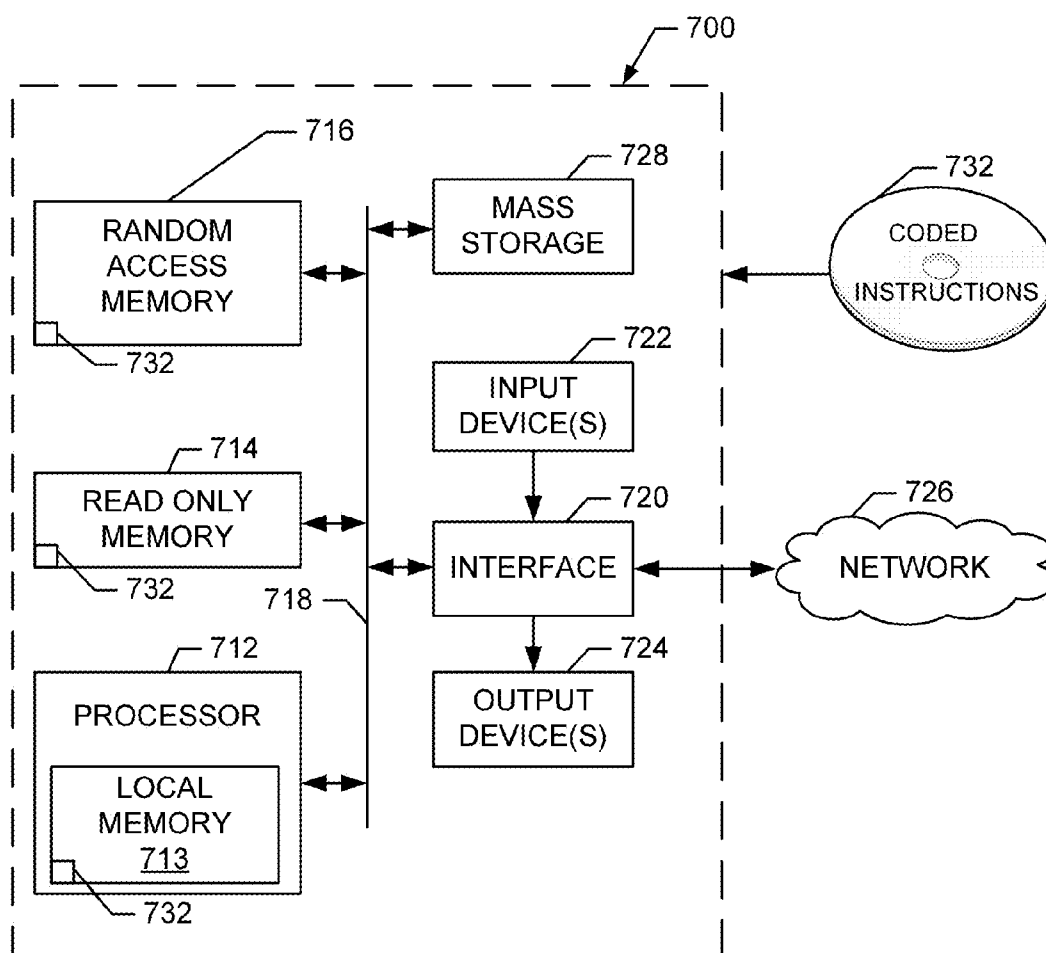 700
716
RANDOM
ACCESS
MEMORY
732
728
MASS
STORAGE
732
CODED
INSTRUCTIONS
722
INPUT
DEVICE(S)
714
READ ONLY
MEMORY
732
720
INTERFACE
726
NETWORK
718
712
PROCESSOR
LOCAL
MEMORY
713
732
724
OUTPUT
DEVICE(S)